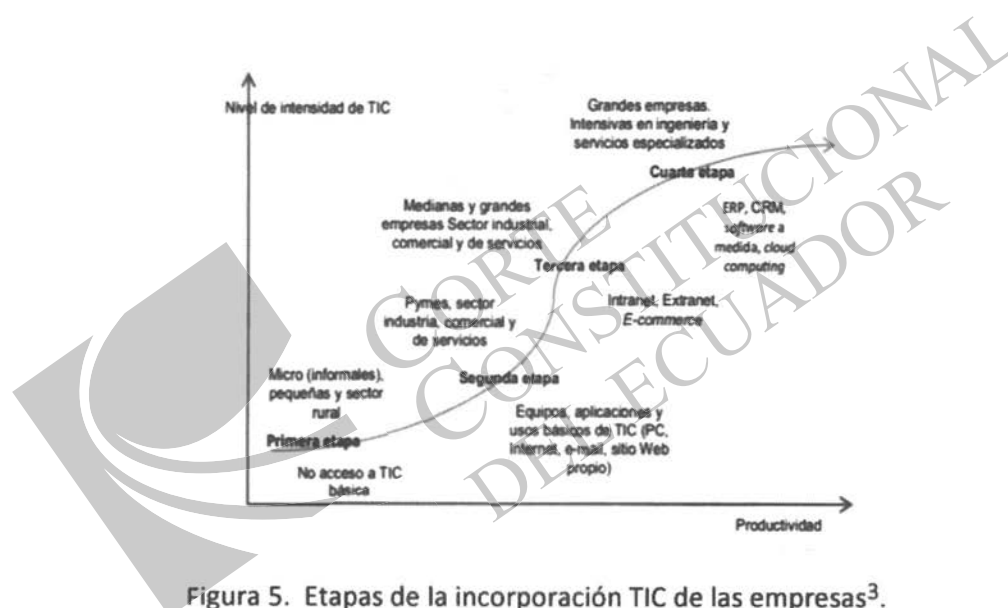 Nivel de intensidad de TIC
Grandes empresas.
Intensivas en ingeniería y
servicios especializados
Cuarta etapa
ERP, CRM,
software a
medida, cloud
computing
Medianas y grandes
empresas Sector industrial,
comercial y de servicios
Tercera etapa
Intranet, Extranet,
E-commerce
Pymes, sector
industria, comercial y
de servicios
Segunda etapa
Equipos, aplicaciones y
usos básicos de TIC (PC,
Internet, e-mail, sitio Web
propio)
Micro (informales),
pequeñas y sector
rural
Primera etapa
No acceso a TIC
básica
Productividad
CORTE
CONSTITUCIONAL
DEL ECUADOR
Figura 5. Etapas de la incorporación TIC de las empresas3.